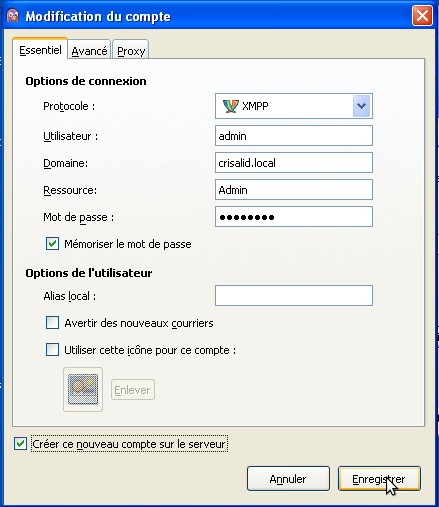 Modification du compte
Essentiel Avancé Proxy
Options de connexion
Protocole : XMPP
Utilisateur : admin
Domaine: crisalid.local
Ressource: Admin
Mot de passe : ●●●●●●●●
Mémoriser le mot de passe
Options de l'utilisateur
Alias local :
Avertir des nouveaux courriers
Utiliser cette icône pour ce compte :
Enlever
Créer ce nouveau compte sur le serveur
Annuler Enregistrer